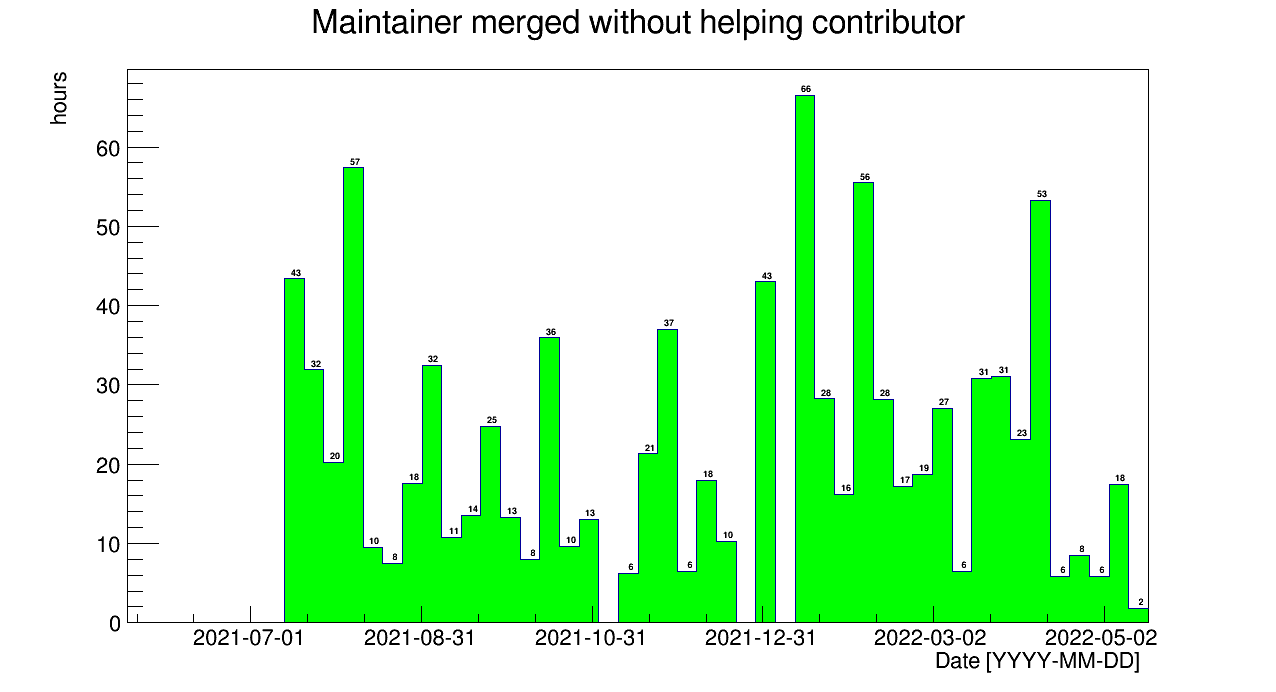 Maintainer merged without helping contributor
hours
60
50
40
30
20
10
0
43 32 20 57 10 8 18 32 11 14 25 13 8 36 10 13 6 21 37 6 18 10 43 66 28 16 56 28 17 19 27 6 31 31 23 53 6 8 6 18 2
2021-07-01 2021-08-31 2021-10-31 2021-12-31 2022-03-02 2022-05-02
Date [YYYY-MM-DD]